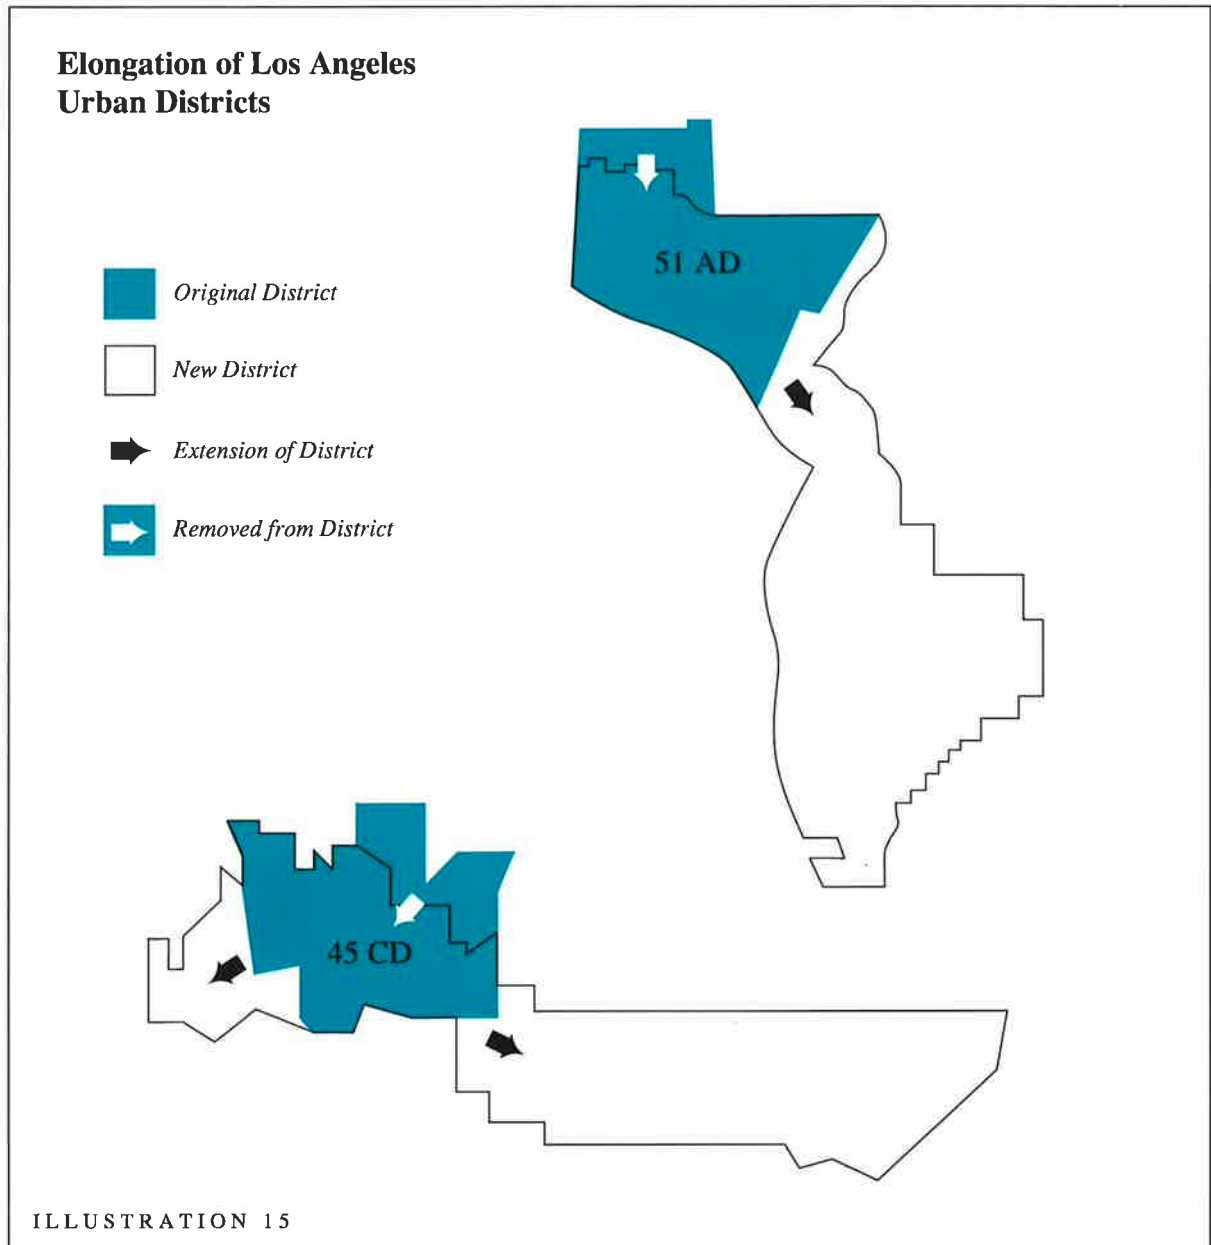 Elongation of Los Angeles
Urban Districts
Original District
New District
Extension of District
Removed from District
51 AD
45 CD
ILLUSTRATION 15